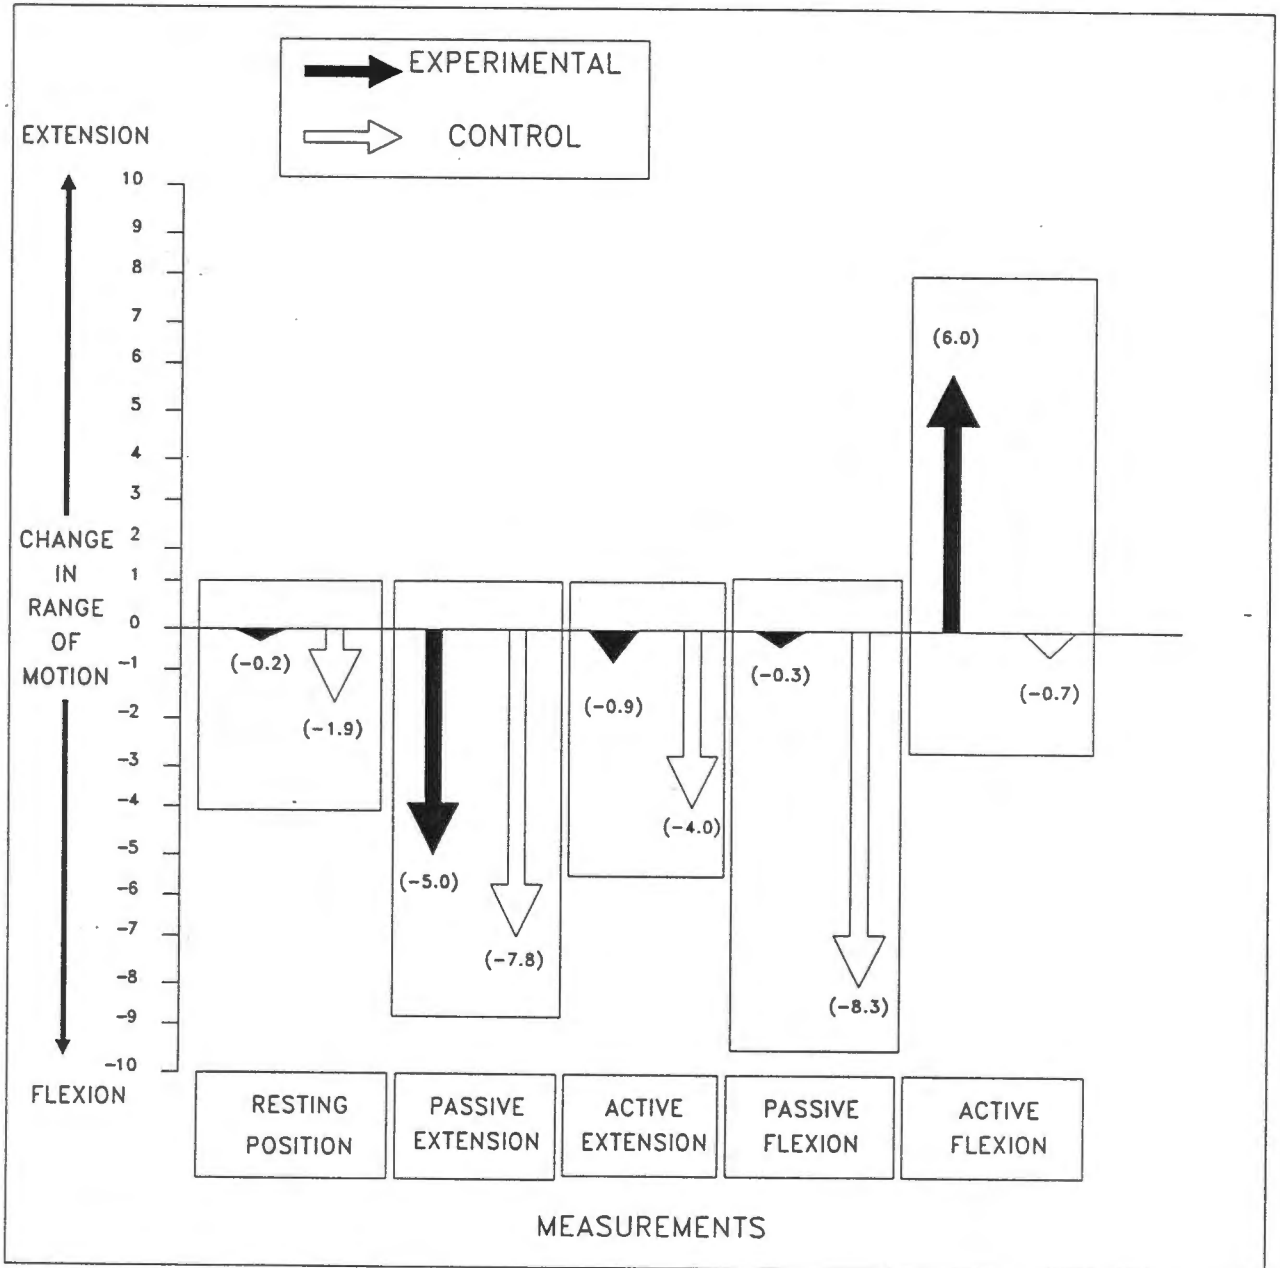 EXPERIMENTAL
CONTROL
EXTENSION
10
9
8
7
6
5
4
3
2
1
0
-1
-2
-3
-4
-5
-6
-7
-8
-9
-10
CHANGE
IN
RANGE
OF
MOTION
FLEXION
(-0.2)
(-1.9)
(-5.0)
(-7.8)
(-0.9)
(-4.0)
(-0.3)
(-8.3)
(6.0)
(-0.7)
RESTING
POSITION
PASSIVE
EXTENSION
ACTIVE
EXTENSION
PASSIVE
FLEXION
ACTIVE
FLEXION
MEASUREMENTS